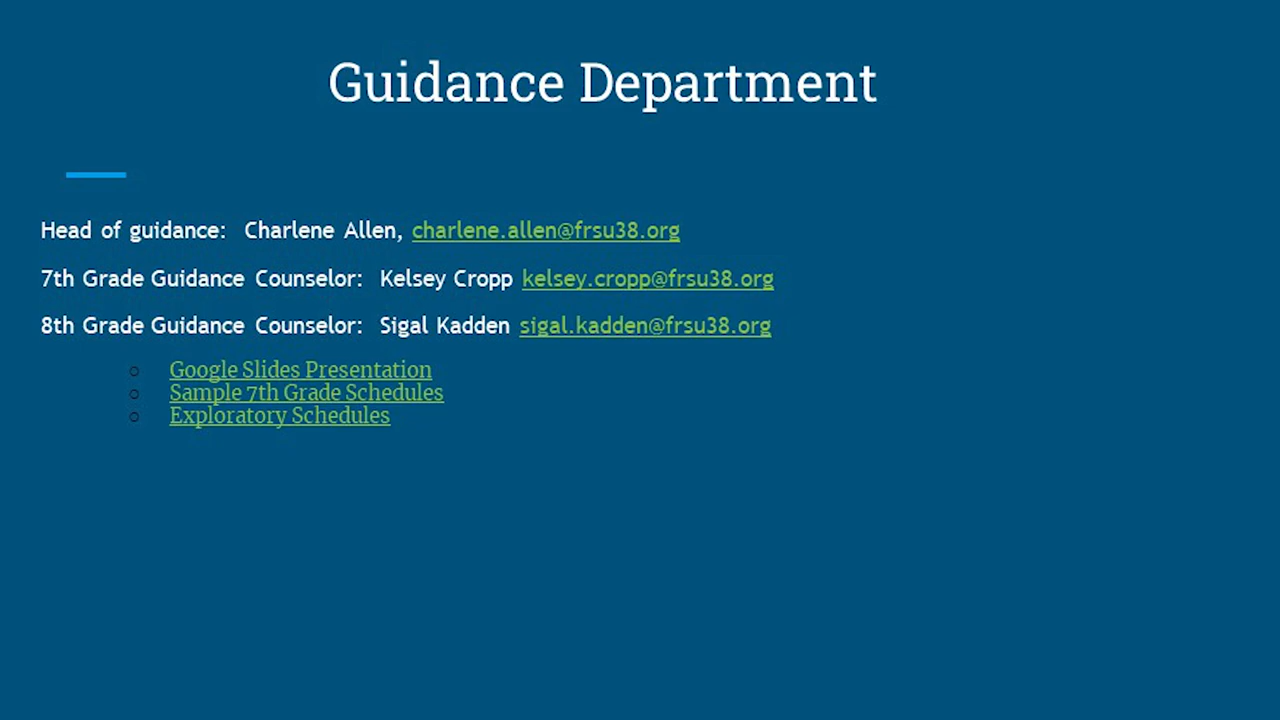 Guidance Department
Head of guidance: Charlene Allen, charlene.allen@frsu38.org
7th Grade Guidance Counselor: Kelsey Cropp kelsey.cropp@frsu38.org
8th Grade Guidance Counselor: Sigal Kadden sigal.kadden@frsu38.org
○ Google Slides Presentation
○ Sample 7th Grade Schedules
○ Exploratory Schedules